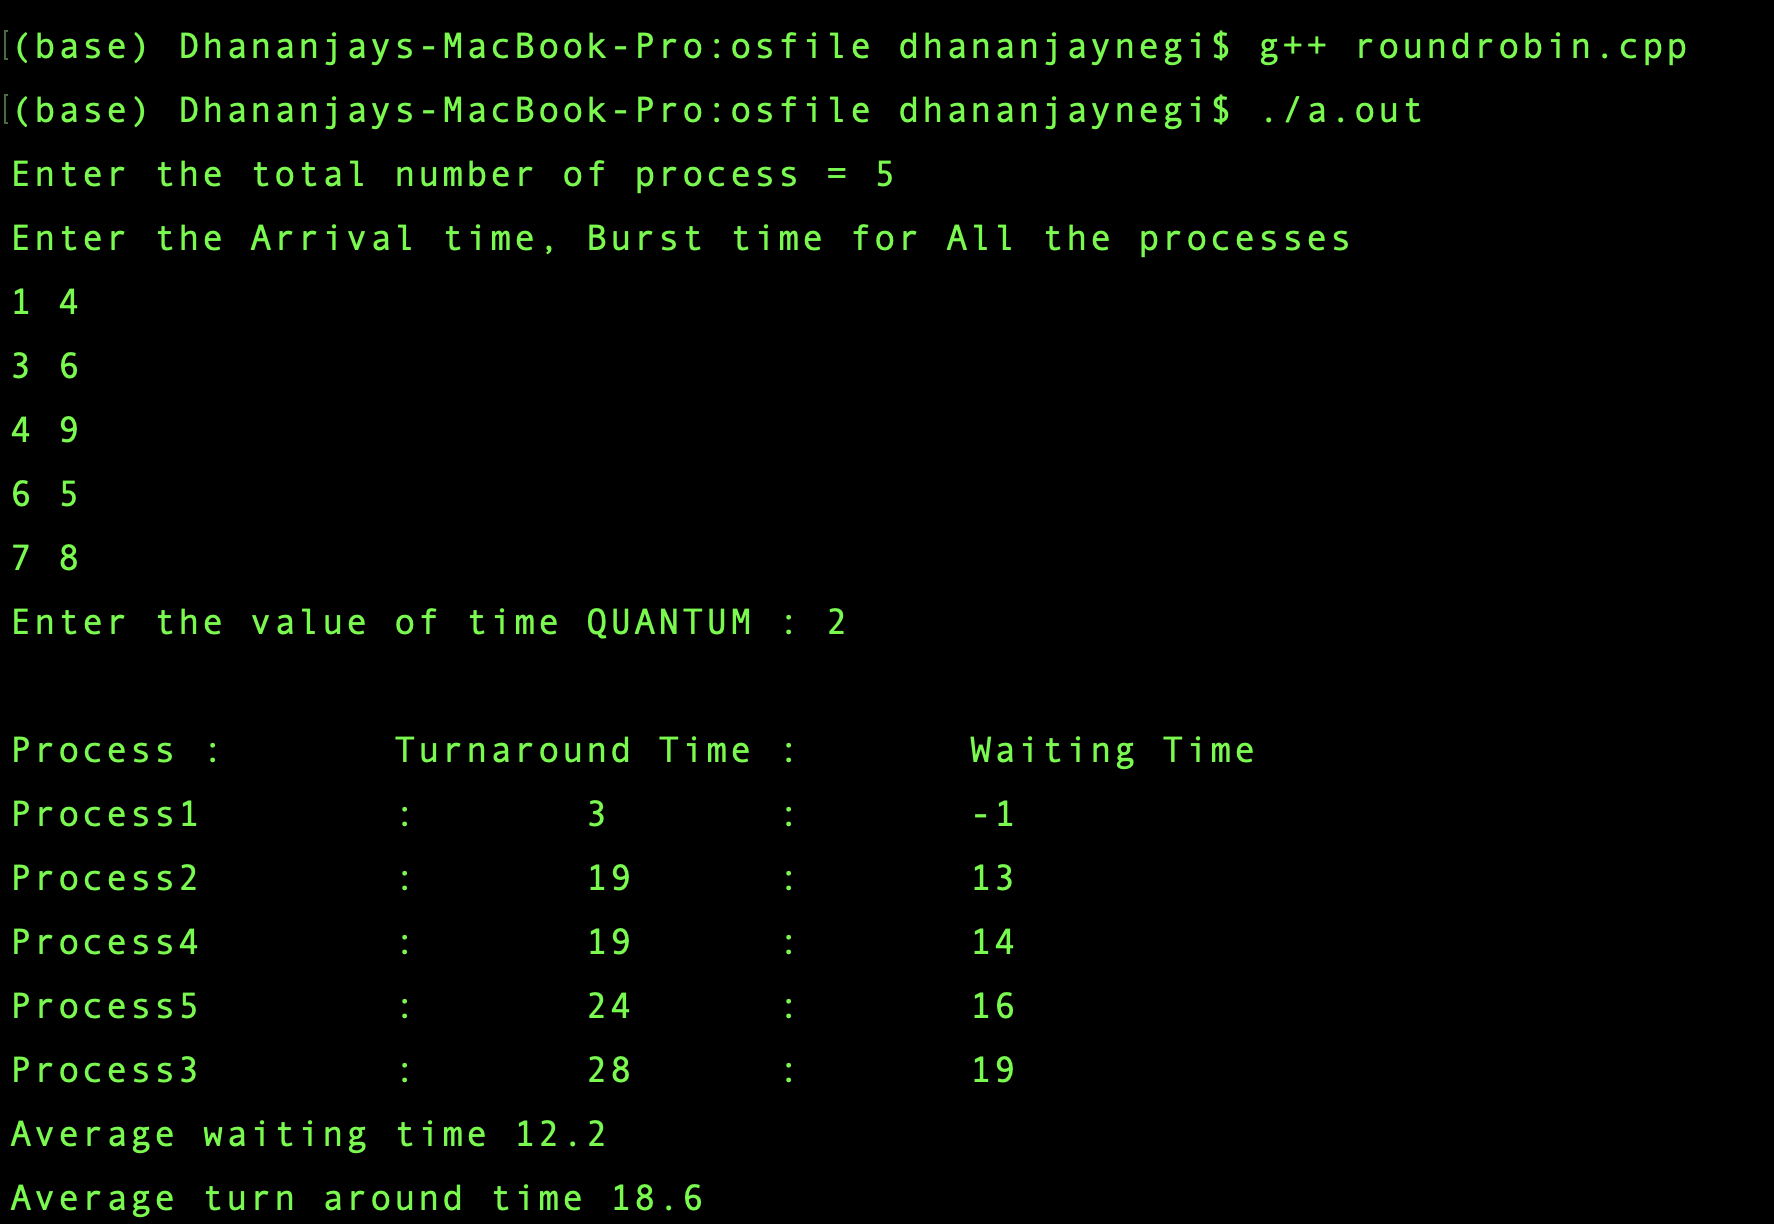 (base) Dhananjays-MacBook-Pro:osfile dhananjaynegi$ g++ roundrobin.cpp
(base) Dhananjays-MacBook-Pro:osfile dhananjaynegi$ ./a.out
Enter the total number of process = 5
Enter the Arrival time, Burst time for All the processes
1 4
3 6
4 9
6 5
7 8
Enter the value of time QUANTUM : 2
Process : Turnaround Time : Waiting Time
Process1 : 3 : -1
Process2 : 19 : 13
Process4 : 19 : 14
Process5 : 24 : 16
Process3 : 28 : 19
Average waiting time 12.2
Average turn around time 18.6